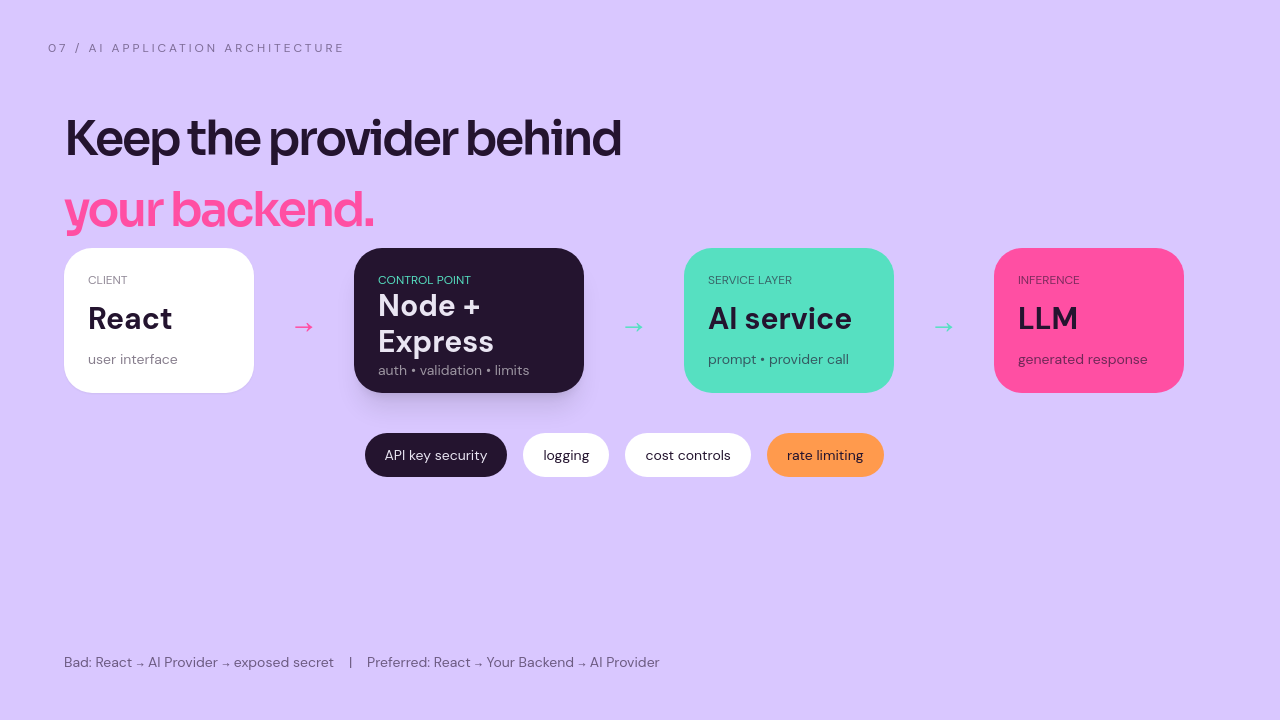 07 / AI APPLICATION ARCHITECTURE
Keep the provider behind
your backend.
CLIENT
React
user interface
→
CONTROL POINT
Node +
Express
auth • validation • limits
→
SERVICE LAYER
AI service
prompt • provider call
→
INFERENCE
LLM
generated response
API key security
logging
cost controls
rate limiting
Bad: React → AI Provider → exposed secret | Preferred: React → Your Backend → AI Provider